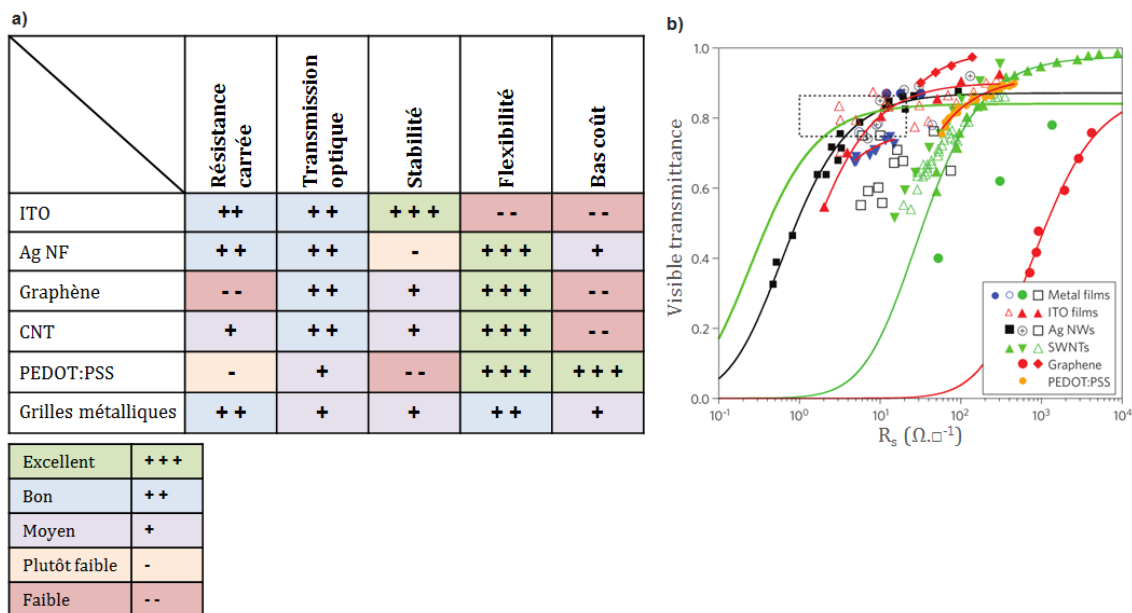 a)
Résistance carrée
Transmission optique
Stabilité
Flexibilité
Bas coût
ITO ++ ++ +++ -- --
Ag NF ++ ++ - +++ +
Graphène -- ++ + +++ --
CNT + ++ + +++ --
PEDOT:PSS - + -- +++ +++
Grilles métalliques ++ + + ++ +
Excellent +++
Bon ++
Moyen +
Plutôt faible -
Faible --
b)
Visible transmittance
1.0
0.8
0.6
0.4
0.2
0.0
Metal films
ITO films
Ag NWs
SWNTs
Graphene
PEDOT:PSS
10⁻¹ 10⁰ 10¹ 10² 10³ 10⁴
Rₛ (Ω.□⁻¹)